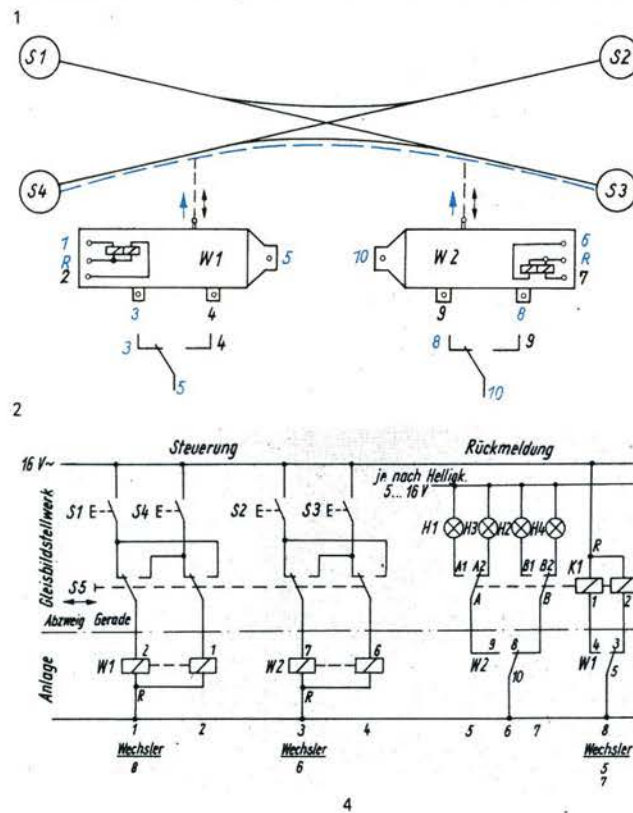 1
S1
S2
S4
S3
1
R
2
W1
5
10
W2
6
R
7
3
4
9
8
3
4
8
9
5
10
2
Steuerung
Rückmeldung
16 V~
je nach Helligk.
5...16 V
S1 E
S4 E
S2 E
S3 E
H1
H3
H2
H4
R
A1
A2
B1
B2
K1
Gleisbildstellwerk
S5
A
B
1
2
Abzweig Gerade
Anlage
W1
2
1
W2
7
6
W2
9
8
10
4
3
W1
5
R
R
1
2
3
4
5
6
7
8
Wechsler
8
Wechsler
6
Wechsler
5
7
4